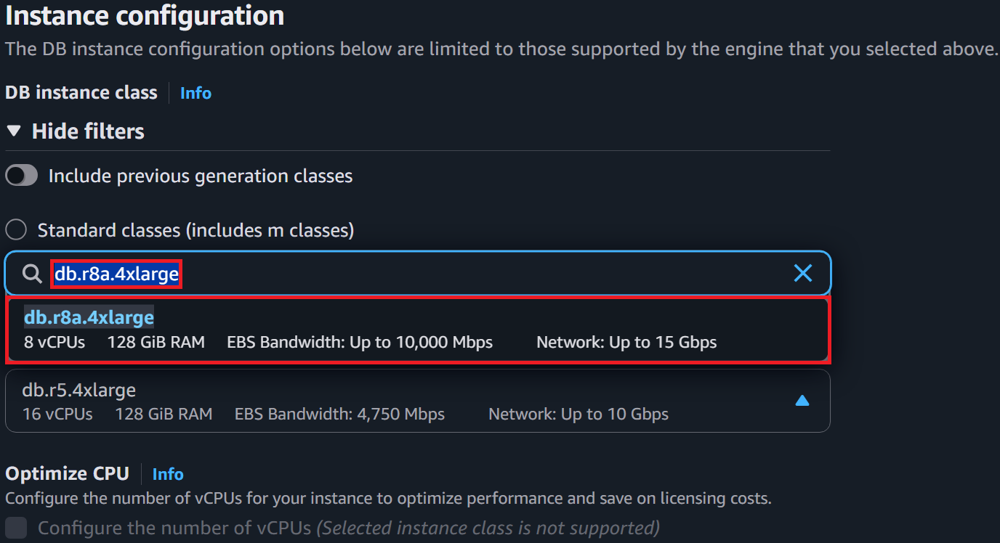 Instance configuration
The DB instance configuration options below are limited to those supported by the engine that you selected above.
DB instance class Info
Hide filters
Include previous generation classes
Standard classes (includes m classes)
db.r8a.4xlarge
db.r8a.4xlarge
8 vCPUs 128 GiB RAM EBS Bandwidth: Up to 10,000 Mbps Network: Up to 15 Gbps
db.r5.4xlarge
16 vCPUs 128 GiB RAM EBS Bandwidth: 4,750 Mbps Network: Up to 10 Gbps
Optimize CPU Info
Configure the number of vCPUs for your instance to optimize performance and save on licensing costs.
Configure the number of vCPUs (Selected instance class is not supported)